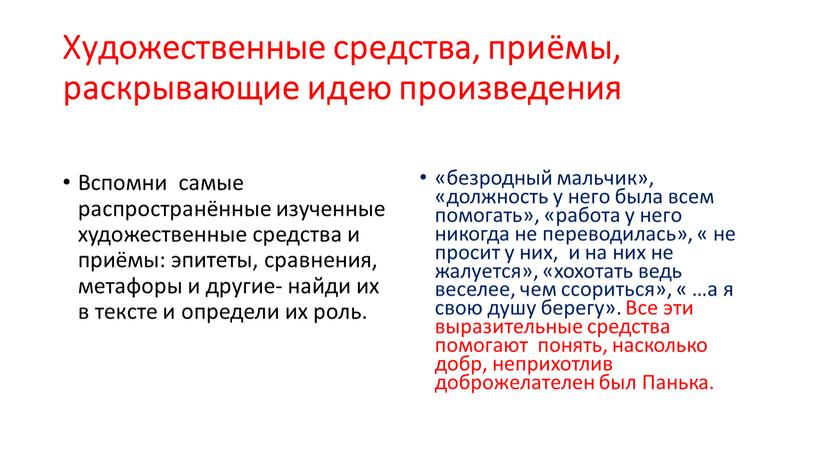 Художественные средства, приёмы,
раскрывающие идею произведения
• Вспомни самые
распространённые изученные
художественные средства и
приёмы: эпитеты, сравнения,
метафоры и другие- найди их
в тексте и определи их роль.
• «безродный мальчик»,
«должность у него была всем
помогать», «работа у него
никогда не переводилась», « не
просит у них, и на них не
жалуется», «хохотать ведь
веселее, чем ссориться», « …а я
свою душу берегу». Все эти
выразительные средства
помогают понять, насколько
добр, неприхотлив
доброжелателен был Панька.